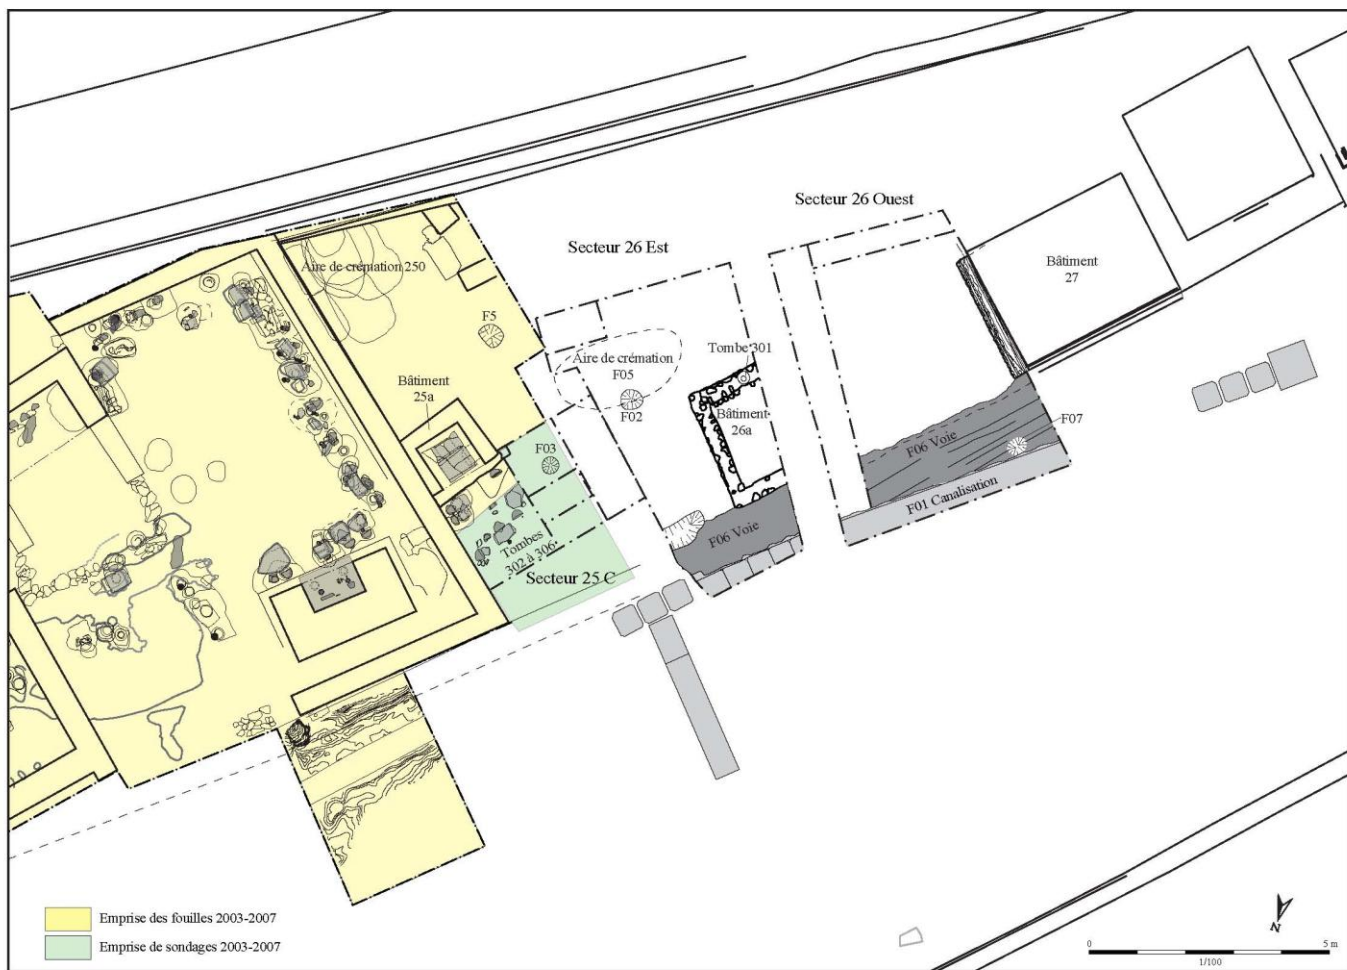 Secteur 26 Ouest
Secteur 26 Est
Aire de crémation 250
Bâtiment
27
F5
Aire de crémation
F05
Tombe 301
Bâtiment
25a
F02
Bâtiment
26a
F07
F06 Voie
F03
F01 Canalisation
F06 Voie
Tombes
302 à 306
Secteur 25 C
Emprise des fouilles 2003-2007
Emprise de sondages 2003-2007
N
0
5 m
1/100